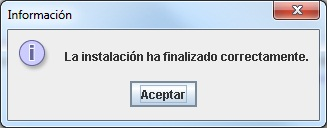 Información
La instalación ha finalizado correctamente.
Aceptar